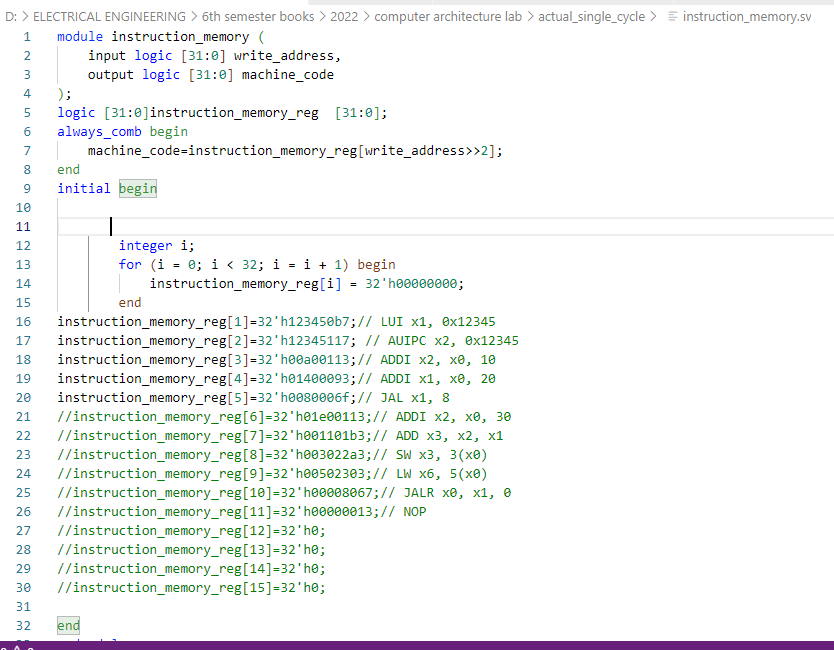 D: > ELECTRICAL ENGINEERING > 6th semester books > 2022 > computer architecture lab > actual_single_cycle > instruction_memory.sv
1 module instruction_memory (
2 input logic [31:0] write_address,
3 output logic [31:0] machine_code
4 );
5 logic [31:0]instruction_memory_reg  [31:0];
6 always_comb begin
7 machine_code=instruction_memory_reg[write_address>>2];
8 end
9 initial begin
10
11
12 integer i;
13 for (i = 0; i < 32; i = i + 1) begin
14 instruction_memory_reg[i] = 32'h00000000;
15 end
16 instruction_memory_reg[1]=32'h123450b7;// LUI x1, 0x12345
17 instruction_memory_reg[2]=32'h12345117; // AUIPC x2, 0x12345
18 instruction_memory_reg[3]=32'h00a00113;// ADDI x2, x0, 10
19 instruction_memory_reg[4]=32'h01400093;// ADDI x1, x0, 20
20 instruction_memory_reg[5]=32'h0080006f;// JAL x1, 8
21 //instruction_memory_reg[6]=32'h01e00113;// ADDI x2, x0, 30
22 //instruction_memory_reg[7]=32'h001101b3;// ADD x3, x2, x1
23 //instruction_memory_reg[8]=32'h003022a3;// SW x3, 3(x0)
24 //instruction_memory_reg[9]=32'h00502303;// LW x6, 5(x0)
25 //instruction_memory_reg[10]=32'h00008067;// JALR x0, x1, 0
26 //instruction_memory_reg[11]=32'h00000013;// NOP
27 //instruction_memory_reg[12]=32'h0;
28 //instruction_memory_reg[13]=32'h0;
29 //instruction_memory_reg[14]=32'h0;
30 //instruction_memory_reg[15]=32'h0;
31
32 end